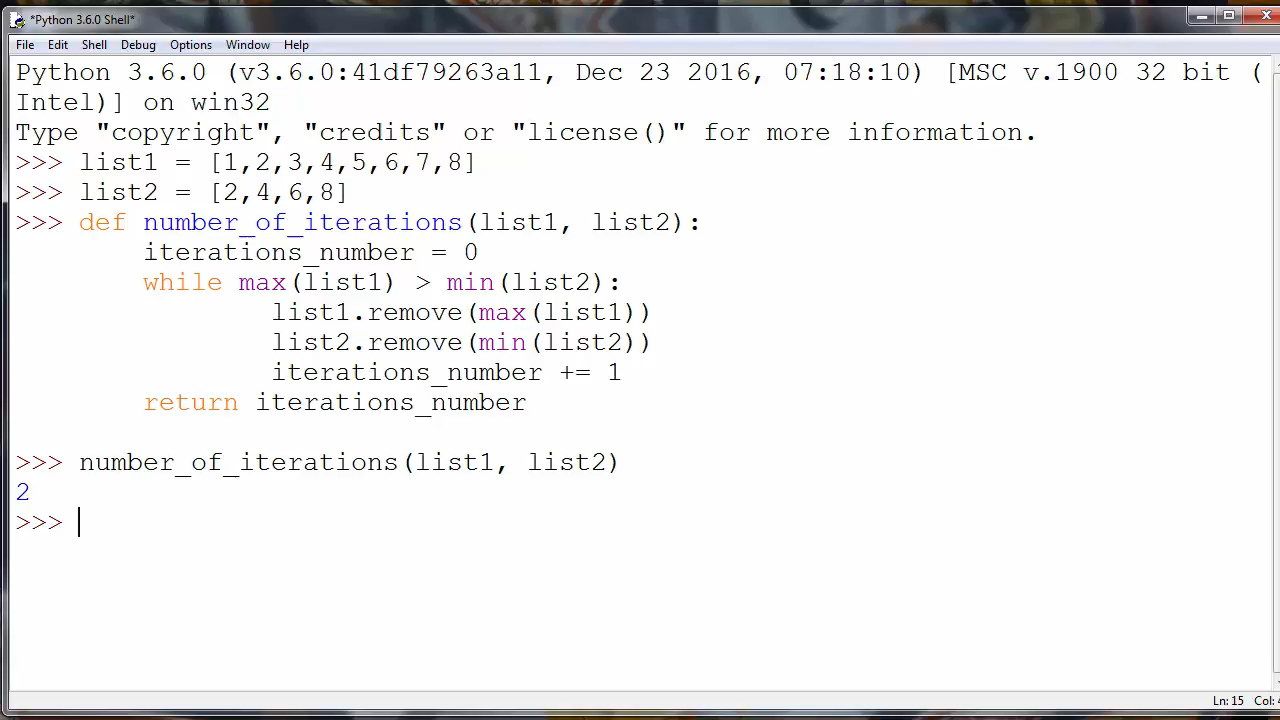 *Python 3.6.0 Shell*
File Edit Shell Debug Options Window Help
Python 3.6.0 (v3.6.0:41df79263a11, Dec 23 2016, 07:18:10) [MSC v.1900 32 bit (
Intel)] on win32
Type "copyright", "credits" or "license()" for more information.
>>> list1 = [1,2,3,4,5,6,7,8]
>>> list2 = [2,4,6,8]
>>> def number_of_iterations(list1, list2):
        iterations_number = 0
        while max(list1) > min(list2):
                list1.remove(max(list1))
                list2.remove(min(list2))
                iterations_number += 1
        return iterations_number
>>> number_of_iterations(list1, list2)
2
>>>
Ln: 15 Col: